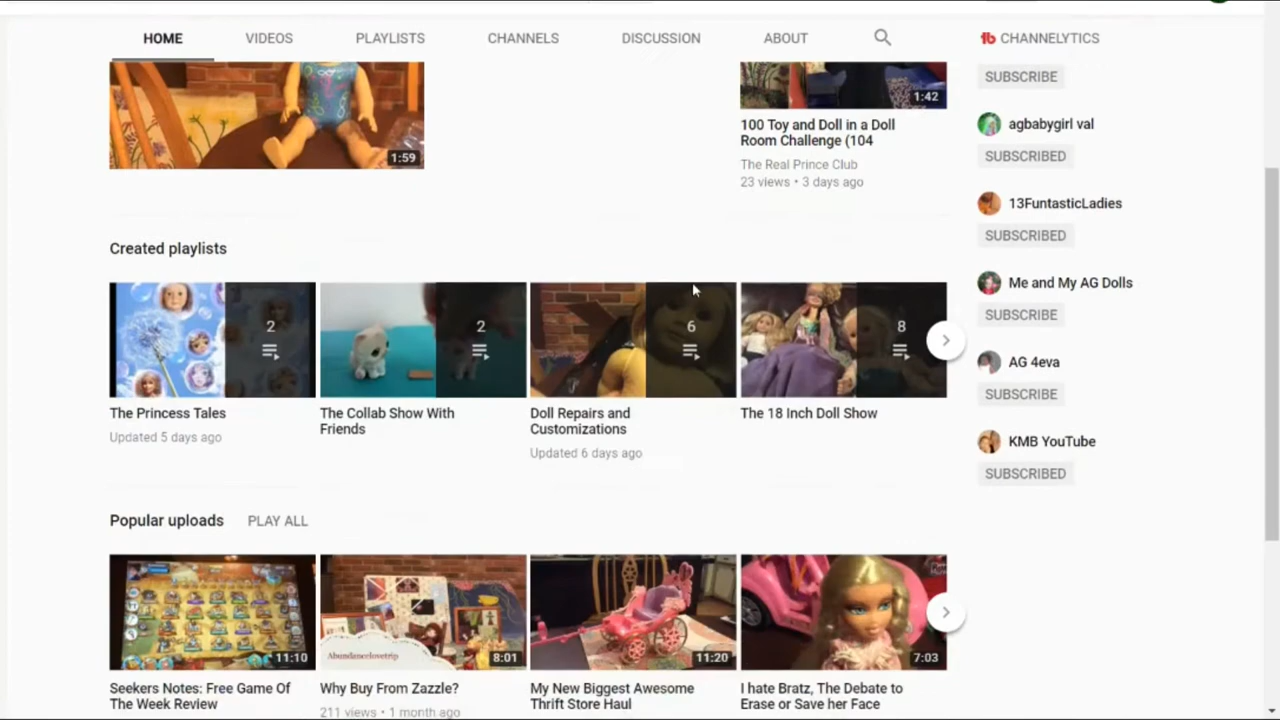 HOME VIDEOS PLAYLISTS CHANNELS DISCUSSION ABOUT
CHANNELYTICS
1:59
1:42
100 Toy and Doll in a Doll
Room Challenge (104
The Real Prince Club
23 views • 3 days ago
SUBSCRIBE
agbabygirl val
SUBSCRIBED
13FuntasticLadies
SUBSCRIBED
Me and My AG Dolls
SUBSCRIBE
AG 4eva
SUBSCRIBE
KMB YouTube
SUBSCRIBED
Created playlists
2
The Princess Tales
Updated 5 days ago
2
The Collab Show With
Friends
6
Doll Repairs and
Customizations
Updated 6 days ago
8
The 18 Inch Doll Show
Popular uploads PLAY ALL
11:10
Seekers Notes: Free Game Of
The Week Review
Abundancelovetrip
8:01
Why Buy From Zazzle?
211 views • 1 month ago
11:20
My New Biggest Awesome
Thrift Store Haul
7:03
I hate Bratz, The Debate to
Erase or Save her Face